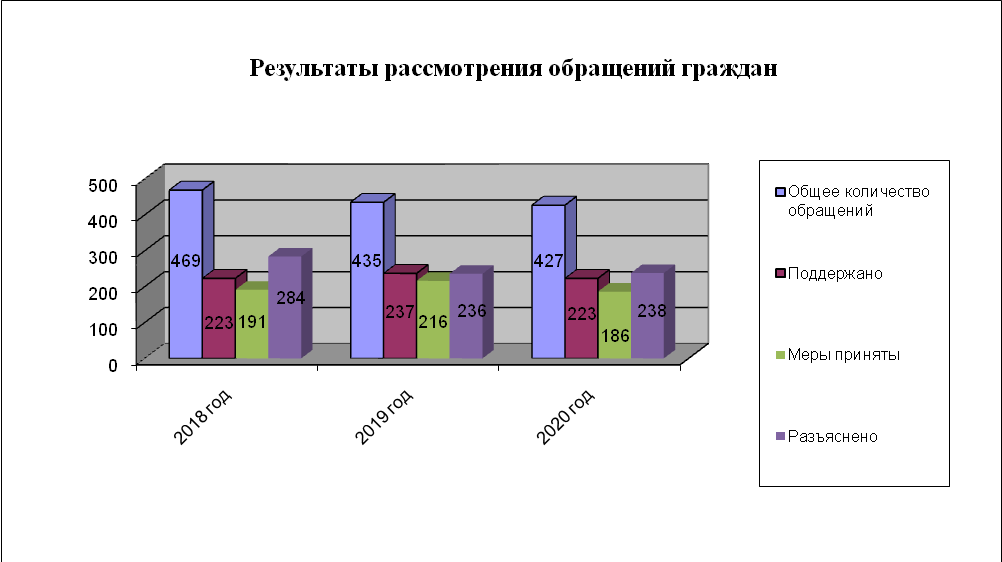 Результаты рассмотрения обращений граждан
500
400
300
200
100
0
469
223
191
284
435
237
216
236
427
223
186
238
2018 год
2019 год
2020 год
Общее количество
обращений
Поддержано
Меры приняты
Разъяснено